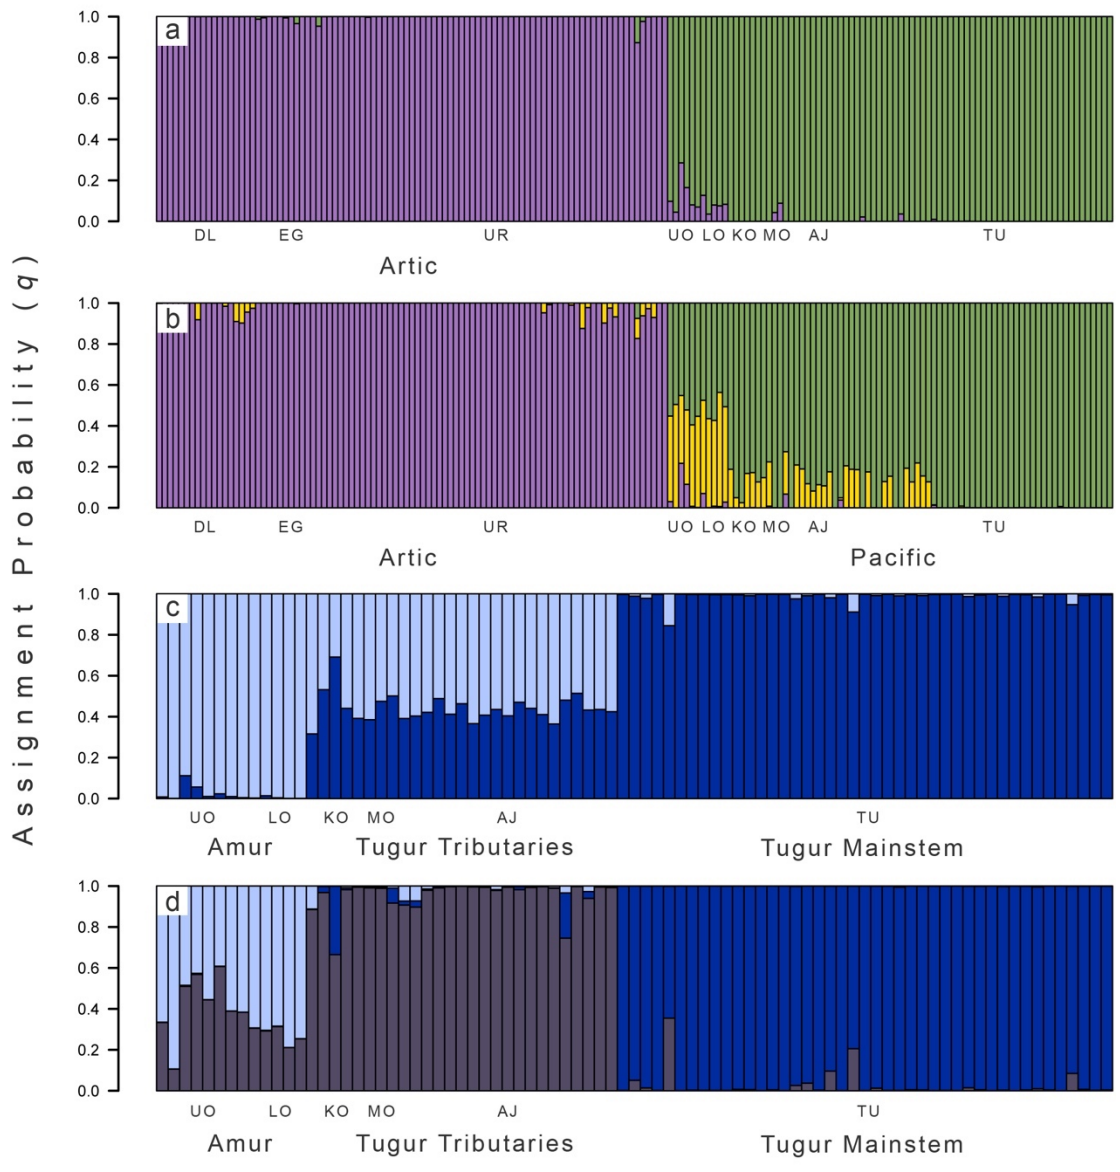 Assignment Probability (q)
a
1.0
0.8
0.6
0.4
0.2
0.0
DL EG UR UO LO KO MO AJ TU
Artic
b
1.0
0.8
0.6
0.4
0.2
0.0
DL EG UR UO LO KO MO AJ TU
Artic Pacific
c
1.0
0.8
0.6
0.4
0.2
0.0
UO LO KO MO AJ TU
Amur Tugur Tributaries Tugur Mainstem
d
1.0
0.8
0.6
0.4
0.2
0.0
UO LO KO MO AJ TU
Amur Tugur Tributaries Tugur Mainstem